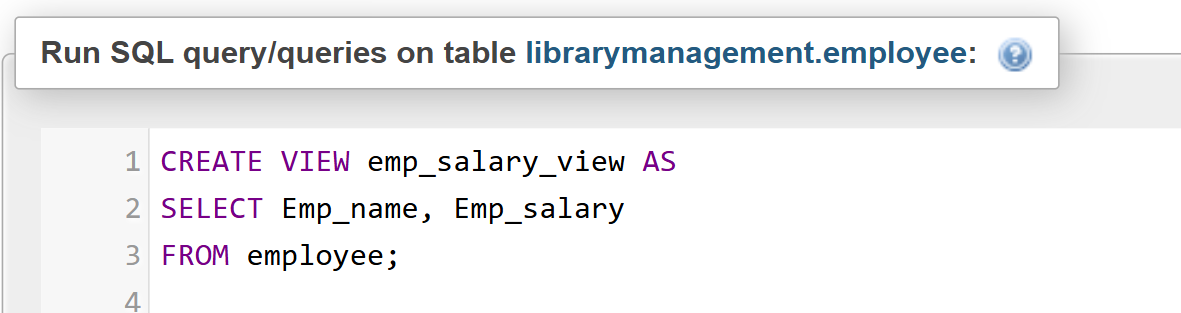 Run SQL query/queries on table librarymanagement.employee:
1 CREATE VIEW emp_salary_view AS
2 SELECT Emp_name, Emp_salary
3 FROM employee;
4